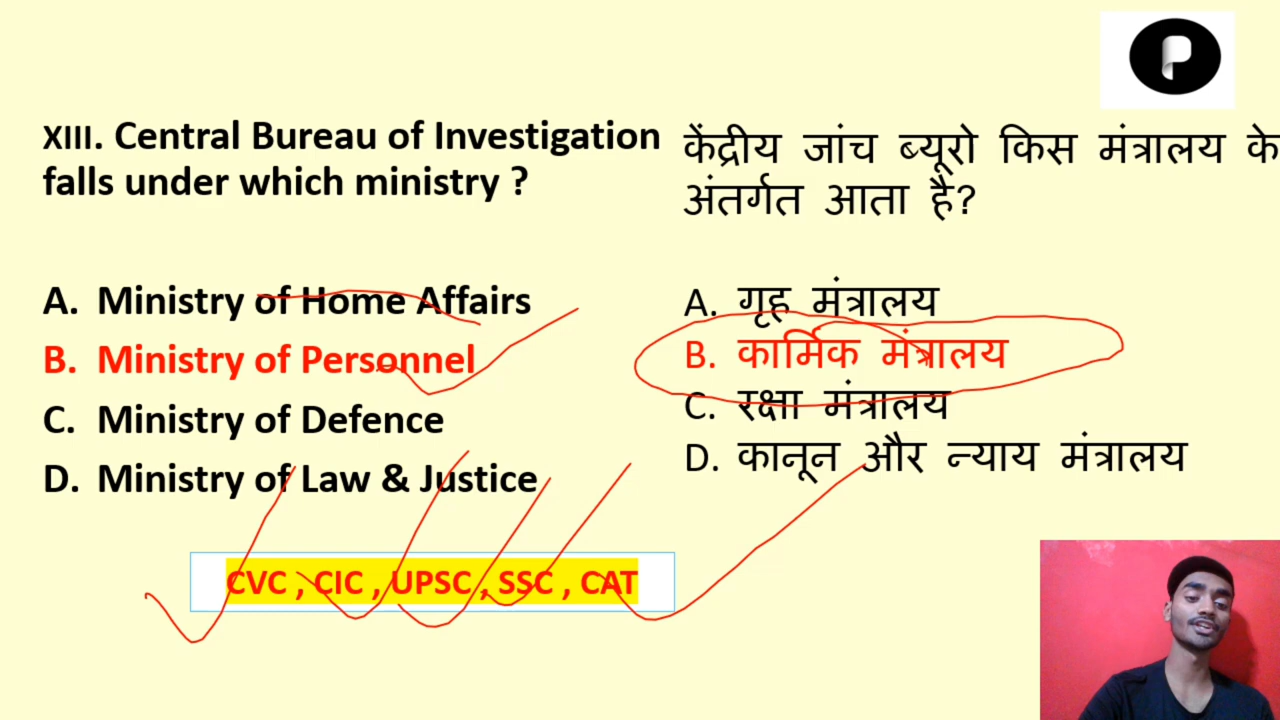 XIII. Central Bureau of Investigation
falls under which ministry ?
A. Ministry of Home Affairs
B. Ministry of Personnel
C. Ministry of Defence
D. Ministry of Law & Justice
केंद्रीय जांच ब्यूरो किस मंत्रालय के
अंतर्गत आता है?
A. गृह मंत्रालय
B. कार्मिक मंत्रालय
C. रक्षा मंत्रालय
D. कानून और न्याय मंत्रालय
CVC , CIC , UPSC , SSC , CAT
P